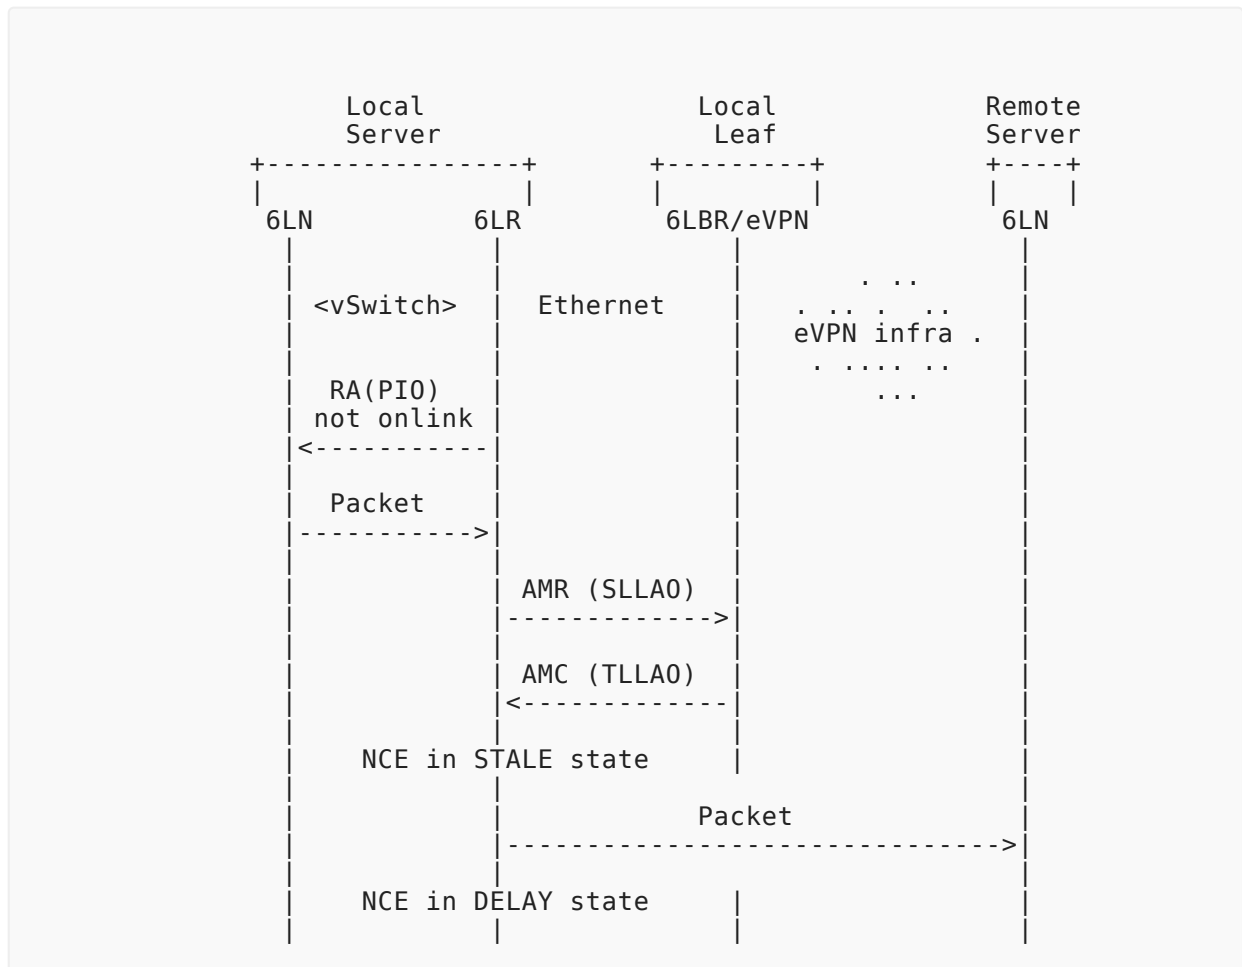 Local Local Remote
Server Leaf Server
+----------------+ +---------+ +----+
| | | | | |
6LN 6LR 6LBR/eVPN 6LN
| | | |
| | | . .. |
| <vSwitch> | Ethernet | . .. . .. |
| | | eVPN infra . |
| | | . .... .. |
| RA(PIO) | | ... |
| not onlink | | |
|<-----------| | |
| | | |
| Packet | | |
|----------->| | |
| | | |
| | AMR (SLLAO) | |
| |------------->| |
| | | |
| | AMC (TLLAO) | |
| |<-------------| |
| | | |
| NCE in STALE state | |
| | |
| | Packet |
| |------------------------------->|
| | |
| NCE in DELAY state | |
| | | |